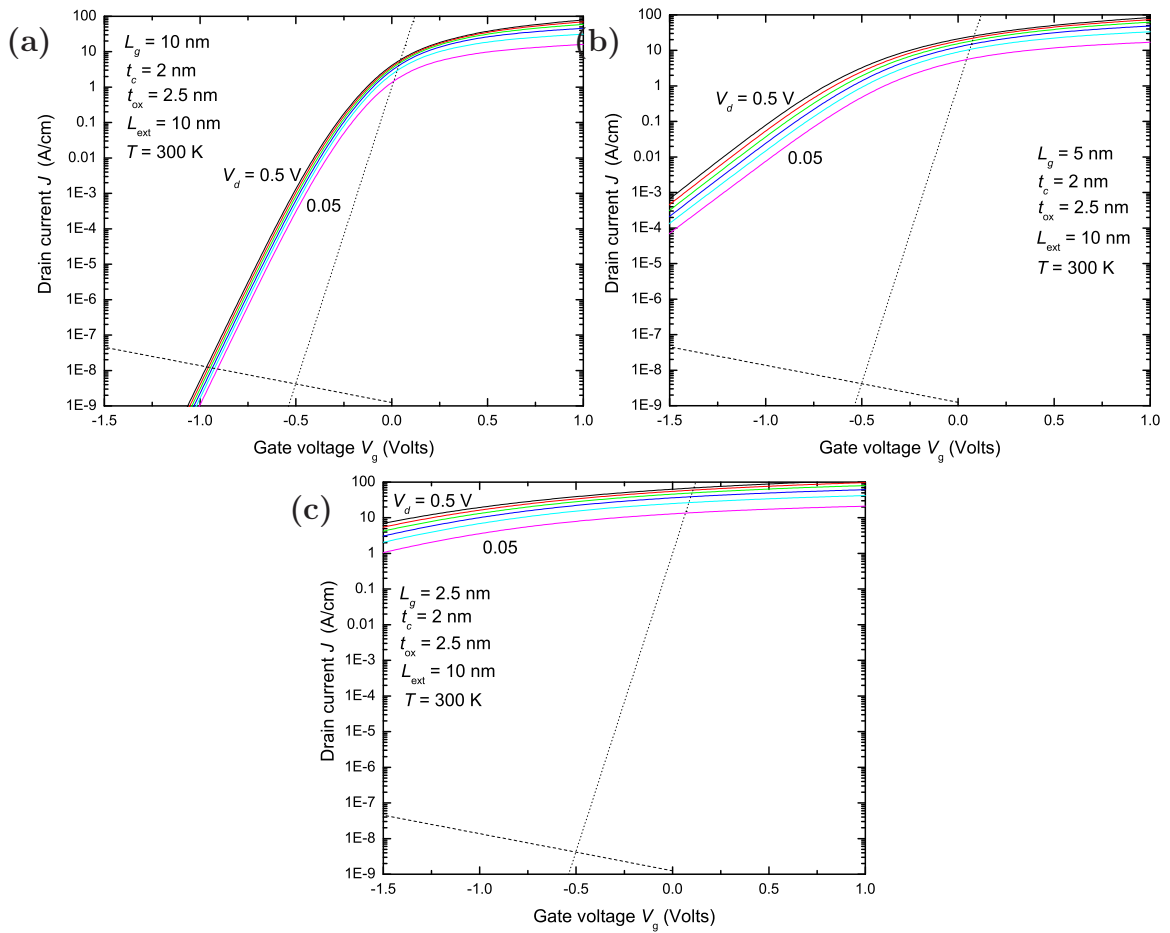 (a)
100
10
1
0.1
0.01
1E-3
1E-4
1E-5
1E-6
1E-7
1E-8
1E-9
Drain current J (A/cm)
L_g = 10 nm
t_c = 2 nm
t_ox = 2.5 nm
L_ext = 10 nm
T = 300 K
V_d = 0.5 V
0.05
-1.5 -1.0 -0.5 0.0 0.5 1.0
Gate voltage V_g (Volts)
(b)
100
10
1
0.1
0.01
1E-3
1E-4
1E-5
1E-6
1E-7
1E-8
1E-9
Drain current J (A/cm)
V_d = 0.5 V
0.05
L_g = 5 nm
t_c = 2 nm
t_ox = 2.5 nm
L_ext = 10 nm
T = 300 K
-1.5 -1.0 -0.5 0.0 0.5 1.0
Gate voltage V_g (Volts)
(c)
100
10
1
0.1
0.01
1E-3
1E-4
1E-5
1E-6
1E-7
1E-8
1E-9
Drain current J (A/cm)
V_d = 0.5 V
0.05
L_g = 2.5 nm
t_c = 2 nm
t_ox = 2.5 nm
L_ext = 10 nm
T = 300 K
-1.5 -1.0 -0.5 0.0 0.5 1.0
Gate voltage V_g (Volts)